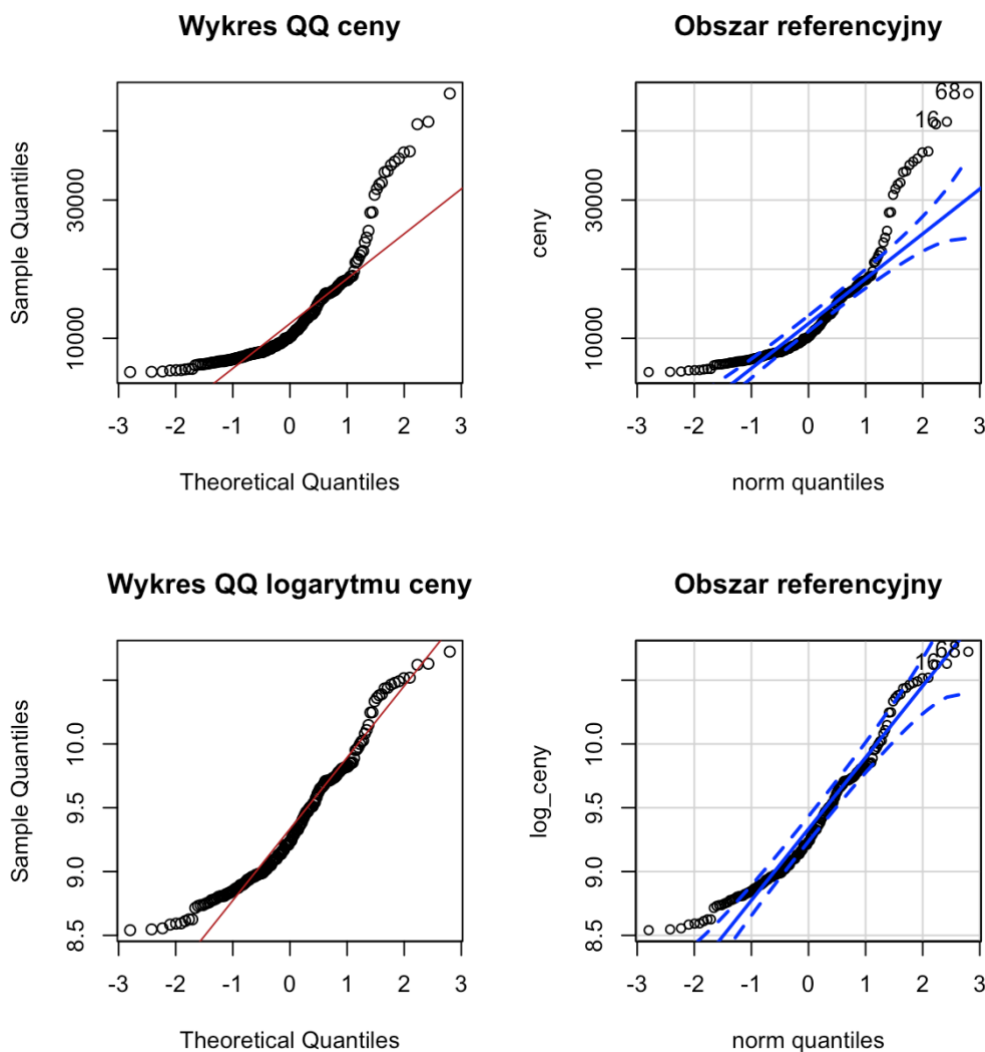 Wykres QQ ceny
Sample Quantiles
10000
30000
-3 -2 -1 0 1 2 3
Theoretical Quantiles
Obszar referencyjny
ceny
10000
30000
68
16
-3 -2 -1 0 1 2 3
norm quantiles
Wykres QQ logarytmu ceny
Sample Quantiles
8.5 9.0 9.5 10.0
-3 -2 -1 0 1 2 3
Theoretical Quantiles
Obszar referencyjny
log_ceny
8.5 9.0 9.5 10.0
68
16
-3 -2 -1 0 1 2 3
norm quantiles